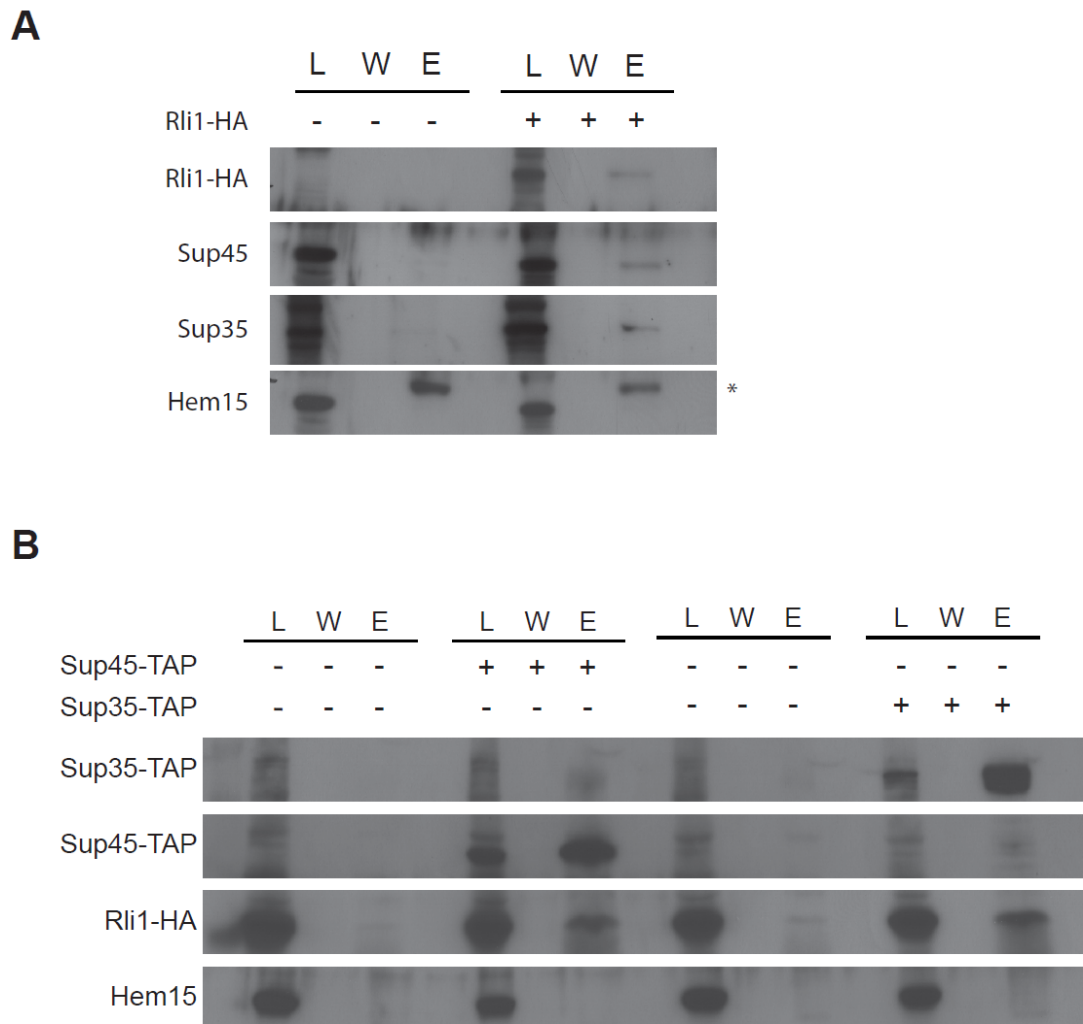 A
L W E L W E
Rli1-HA - - - + + +
Rli1-HA
Sup45
Sup35
Hem15 *
B
L W E L W E L W E L W E
Sup45-TAP - - - + + + - - - - - -
Sup35-TAP - - - - - - - - - + + +
Sup35-TAP
Sup45-TAP
Rli1-HA
Hem15